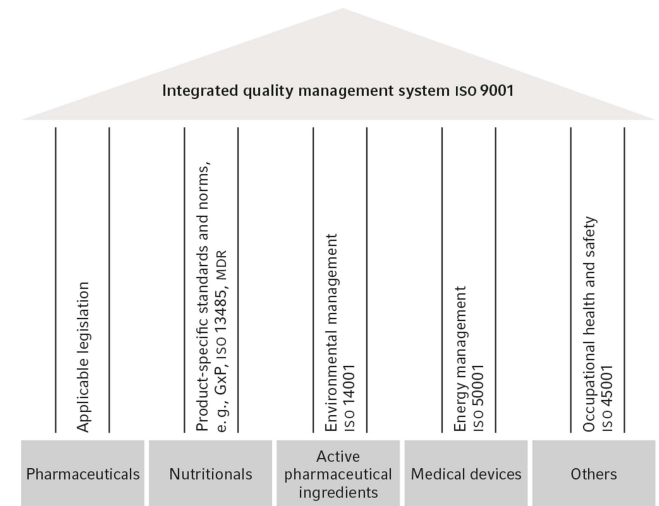 Integrated quality management system ISO 9001
Applicable legislation
Product-specific standards and norms,
e. g., GxP, ISO 13485, MDR
Environmental management
ISO 14001
Energy management
ISO 50001
Occupational health and safety
ISO 45001
Pharmaceuticals
Nutritionals
Active
pharmaceutical
ingredients
Medical devices
Others